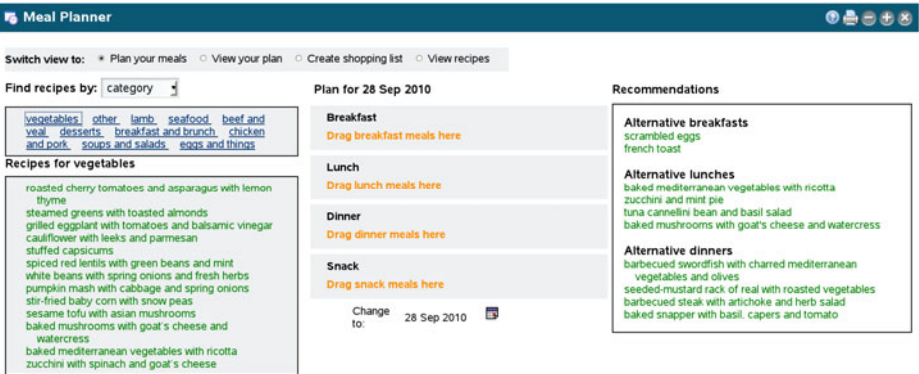 Meal Planner
Switch view to: Plan your meals View your plan Create shopping list View recipes
Find recipes by: category
vegetables other lamb seafood beef and
veal desserts breakfast and brunch chicken
and pork soups and salads eggs and things
Recipes for vegetables
roasted cherry tomatoes and asparagus with lemon
thyme
steamed greens with toasted almonds
grilled eggplant with tomatoes and balsamic vinegar
cauliflower with leeks and parmesan
stuffed capsicums
spiced red lentils with green beans and mint
white beans with spring onions and fresh herbs
pumpkin mash with cabbage and spring onions
stir-fried baby corn with snow peas
sesame tofu with asian mushrooms
baked mushrooms with goat's cheese and
watercress
baked mediterranean vegetables with ricotta
zucchini with spinach and goat's cheese
Plan for 28 Sep 2010
Breakfast
Drag breakfast meals here
Lunch
Drag lunch meals here
Dinner
Drag dinner meals here
Snack
Drag snack meals here
Change
to: 28 Sep 2010
Recommendations
Alternative breakfasts
scrambled eggs
french toast
Alternative lunches
baked mediterranean vegetables with ricotta
zucchini and mint pie
tuna cannellini bean and basil salad
baked mushrooms with goat's cheese and watercress
Alternative dinners
barbecued swordfish with charred mediterranean
vegetables and olives
seeded-mustard rack of real with roasted vegetables
barbecued steak with artichoke and herb salad
baked snapper with basil, capers and tomato